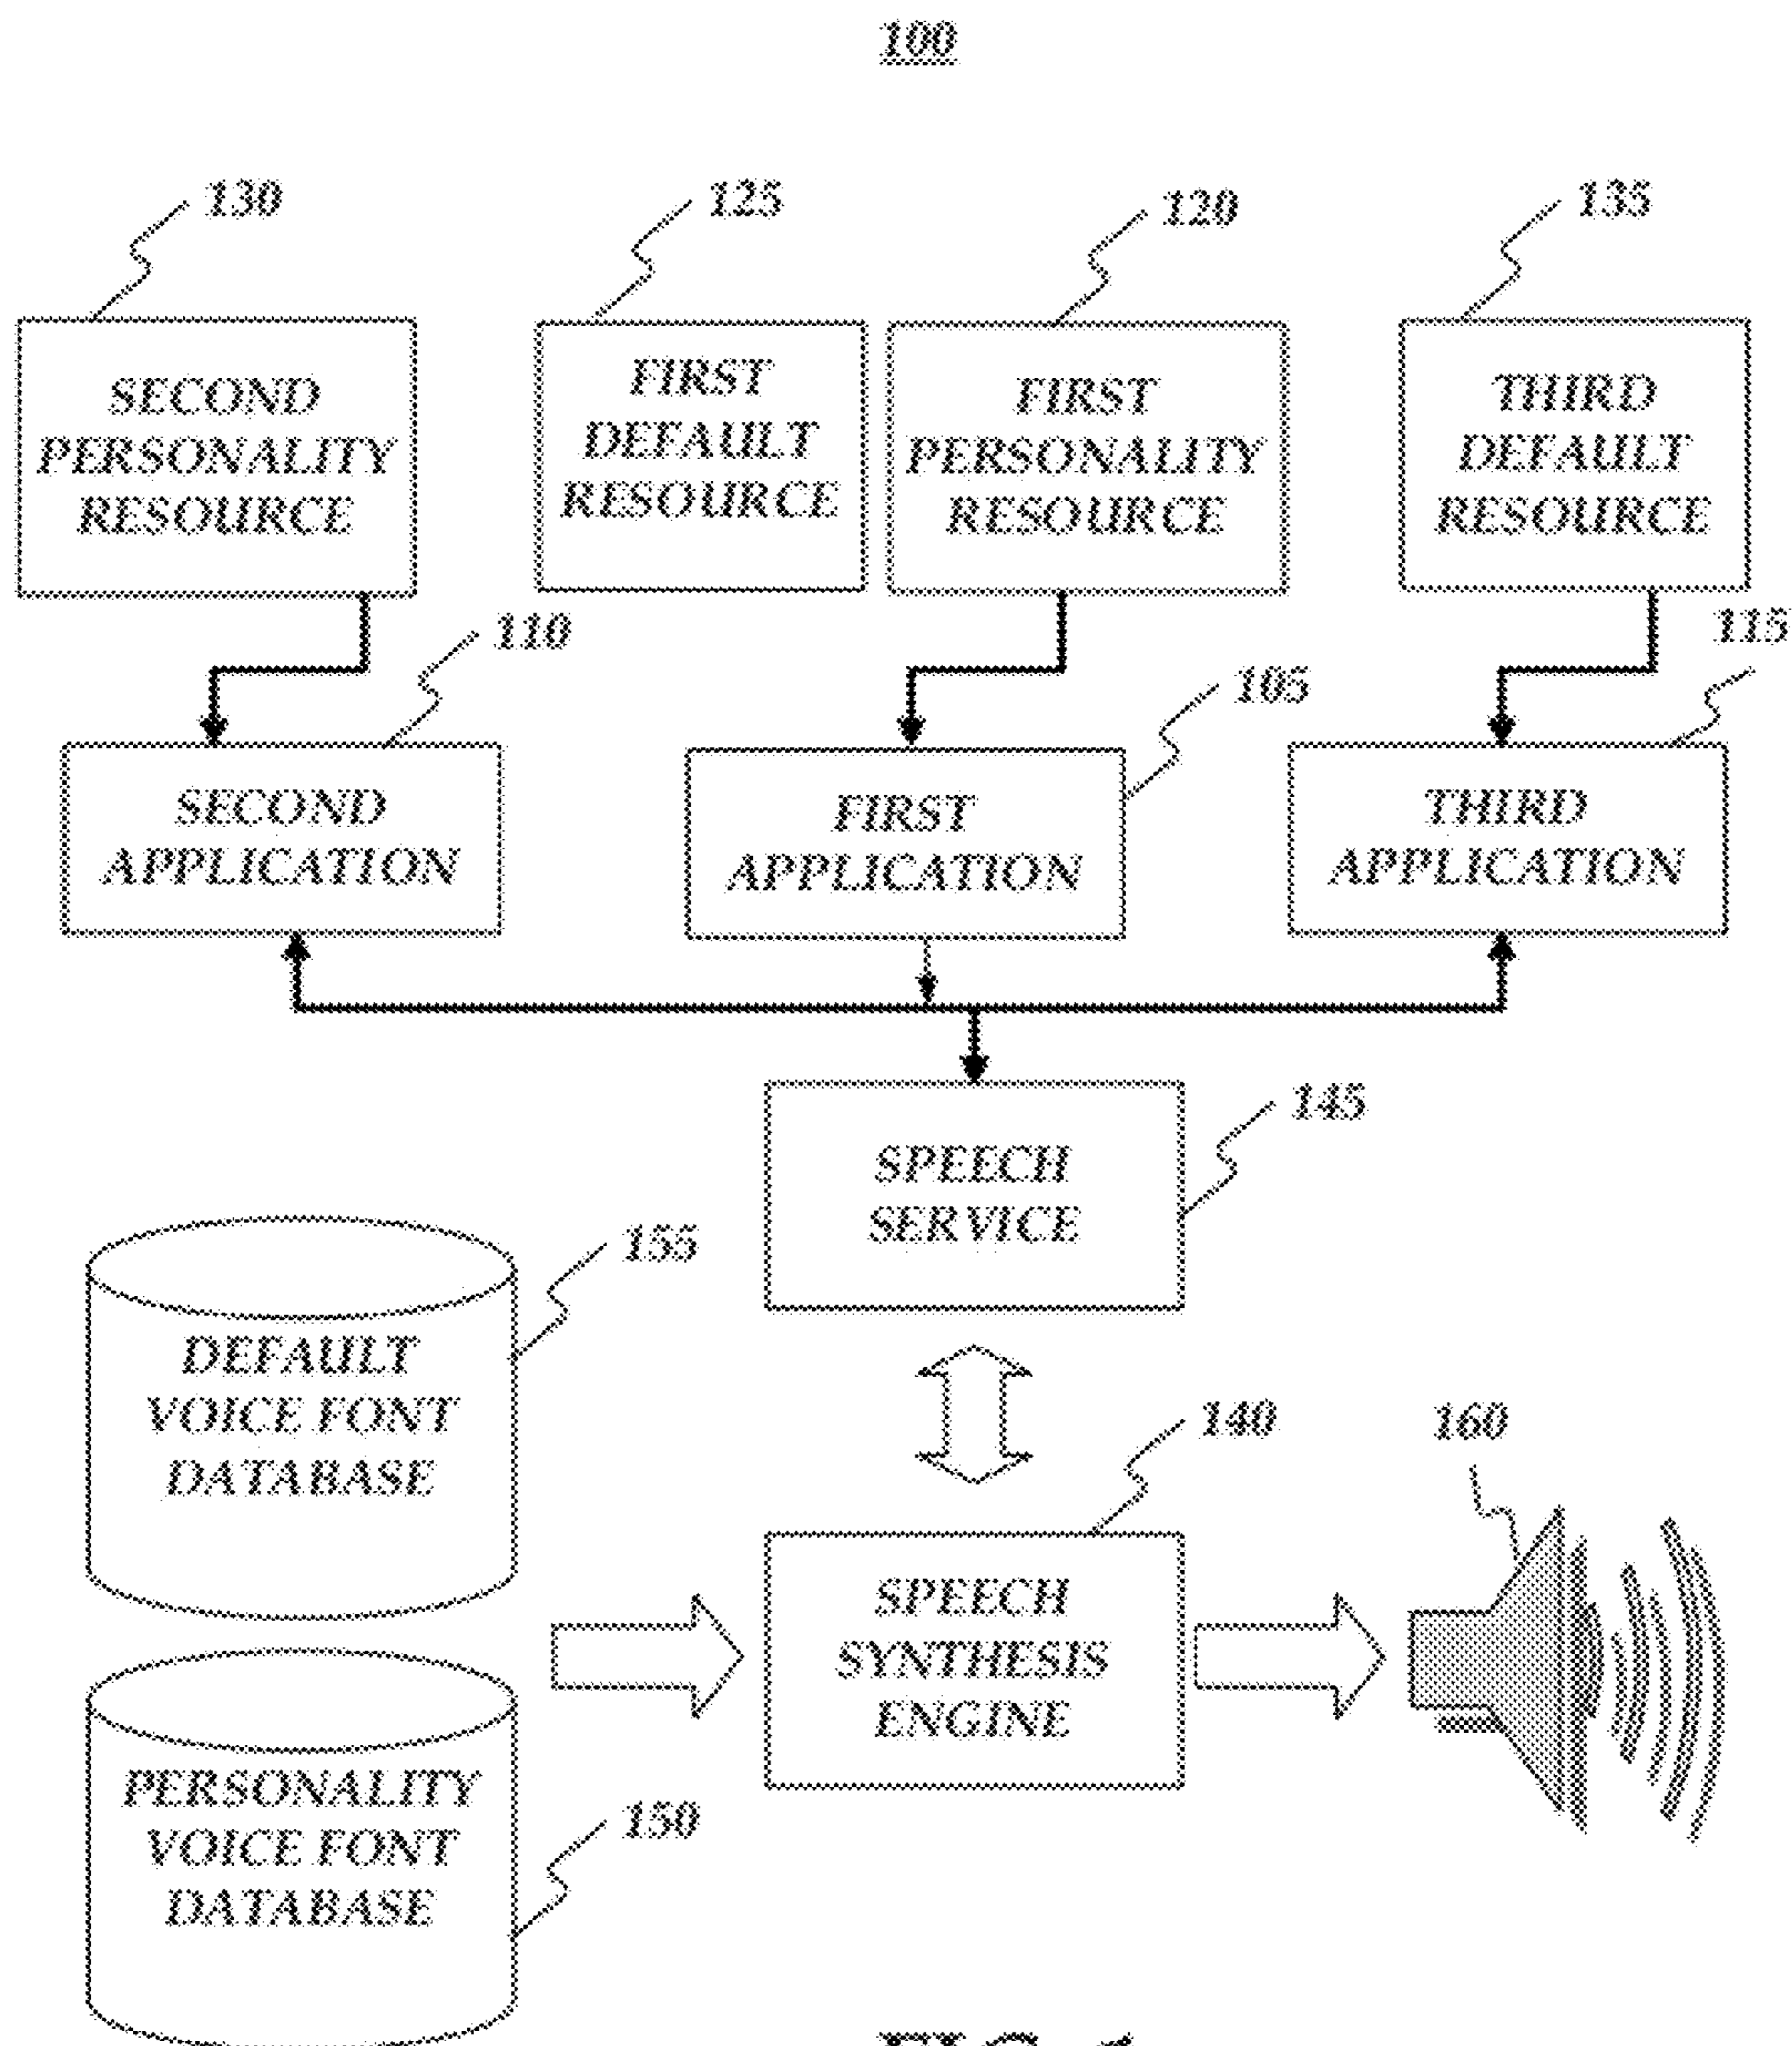 100
130
125
120
135
SECOND
PERSONALITY
RESOURCE
FIRST
DEFAULT
RESOURCE
FIRST
PERSONALITY
RESOURCE
THIRD
DEFAULT
RESOURCE
110
105
115
SECOND
APPLICATION
FIRST
APPLICATION
THIRD
APPLICATION
SPEECH
SERVICE
145
155
DEFAULT
VOICE FONT
DATABASE
140
160
SPEECH
SYNTHESIS
ENGINE
PERSONALITY
VOICE FONT
DATABASE
150